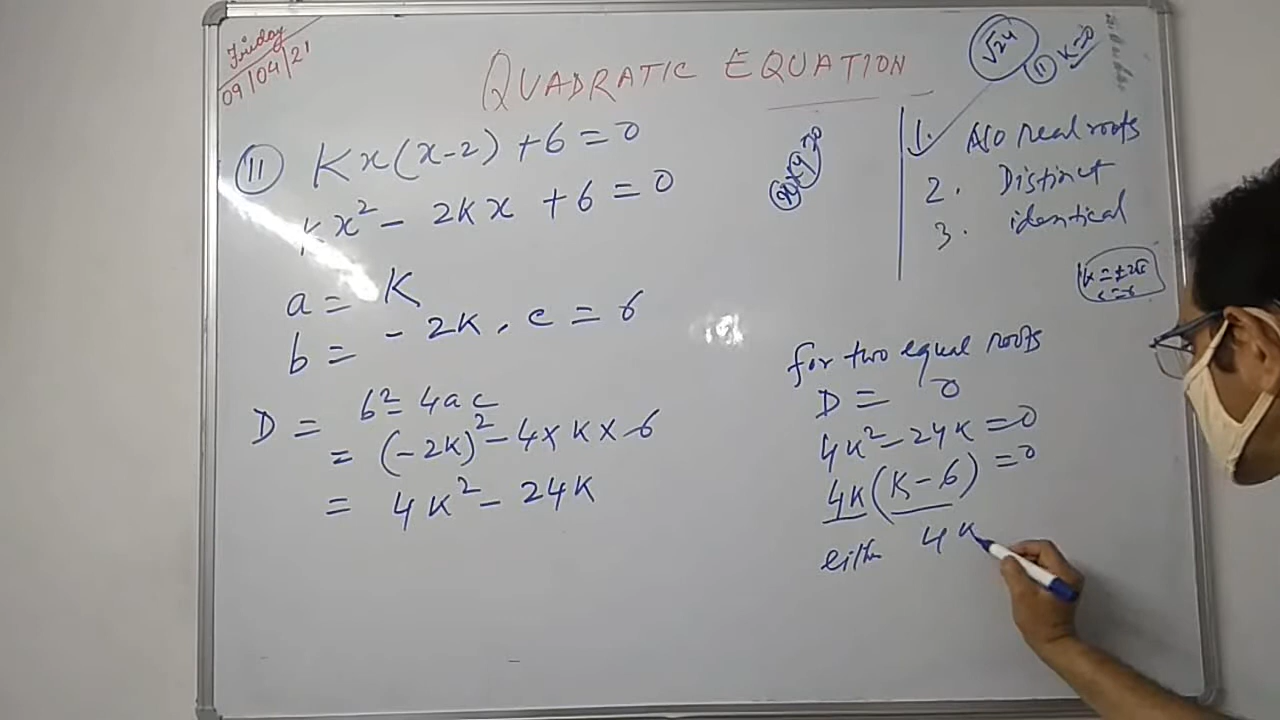 Friday
09/04/21
QUADRATIC EQUATION
√24
(1) K=0
(11) Kx(x-2)+6=0
Kx² - 2Kx + 6 = 0
a = K
b = -2K, c = 6
D = b² - 4ac
= (-2K)² - 4×K×6
= 4K² - 24K
1. No real roots
2. Distinct
3. identical
for two equal roots
D = 0
4K² - 24K = 0
4K(K-6) = 0
either 4K